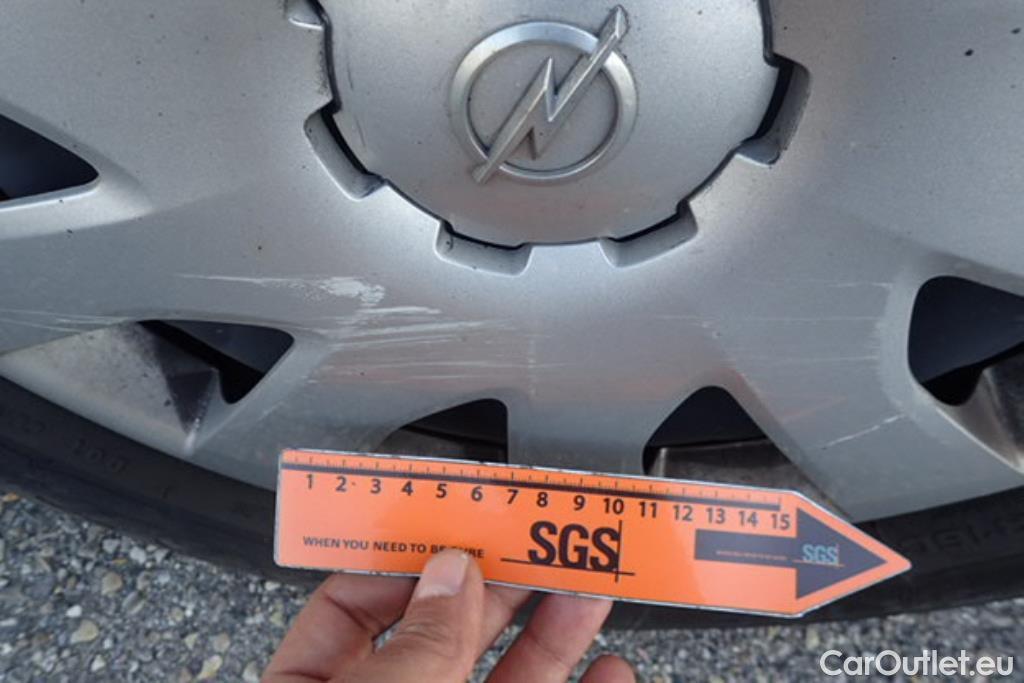 1 2 3 4 5 6 7 8 9 10 11 12 13 14 15
WHEN YOU NEED TO BE SURE
SGS
SGS
CarOutlet.eu